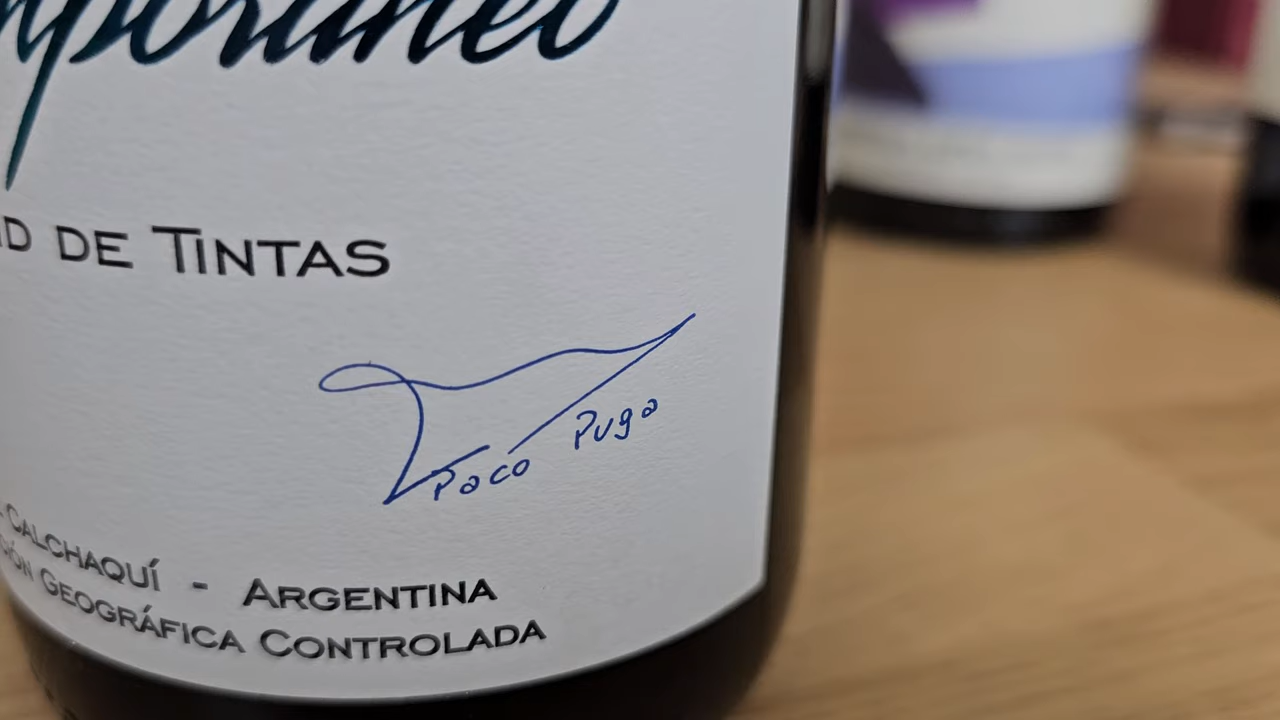 DE TINTAS
Paco Puga
CALCHAQUÍ - ARGENTINA
GEOGRÁFICA CONTROLADA